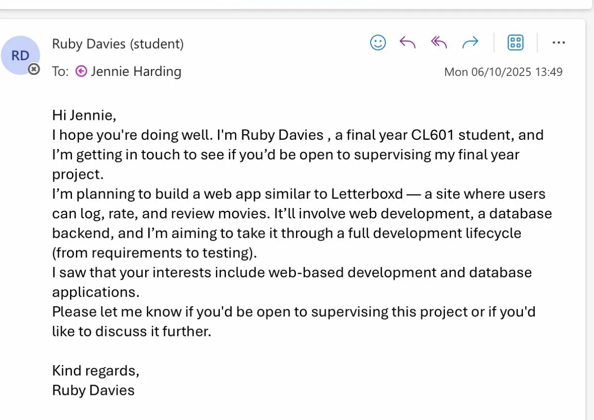 Ruby Davies (student)
RD
To: Jennie Harding
Mon 06/10/2025 13:49
Hi Jennie,
I hope you're doing well. I'm Ruby Davies , a final year CL601 student, and
I'm getting in touch to see if you'd be open to supervising my final year
project.
I'm planning to build a web app similar to Letterboxd — a site where users
can log, rate, and review movies. It'll involve web development, a database
backend, and I'm aiming to take it through a full development lifecycle
(from requirements to testing).
I saw that your interests include web-based development and database
applications.
Please let me know if you'd be open to supervising this project or if you'd
like to discuss it further.
Kind regards,
Ruby Davies